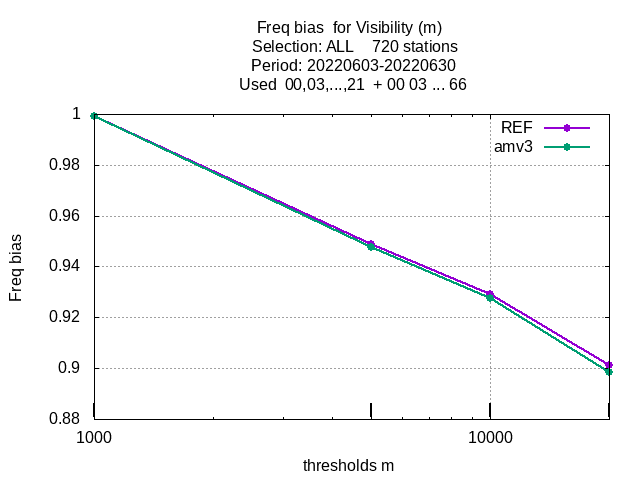 Freq bias  for Visibility (m)
Selection: ALL    720 stations
Period: 20220603-20220630
Used  00,03,...,21  + 00 03 ... 66
REF
amv3
1
0.98
0.96
0.94
0.92
0.9
0.88
Freq bias
1000
10000
thresholds m